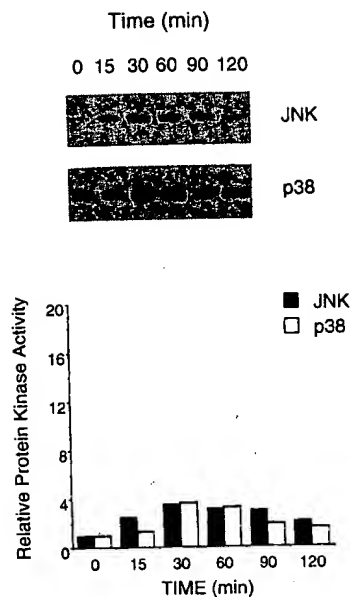 Time (min)
0 15 30 60 90 120
JNK
p38
JNK
p38
Relative Protein Kinase Activity
20
16
12
8
4
0
0 15 30 60 90 120
TIME (min)